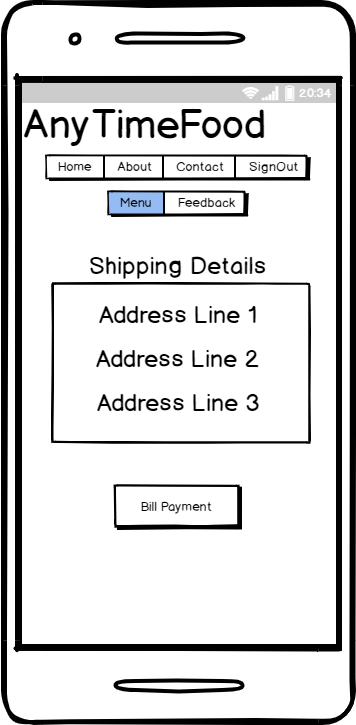 20:34
AnyTimeFood
Home About Contact SignOut
Menu Feedback
Shipping Details
Address Line 1
Address Line 2
Address Line 3
Bill Payment